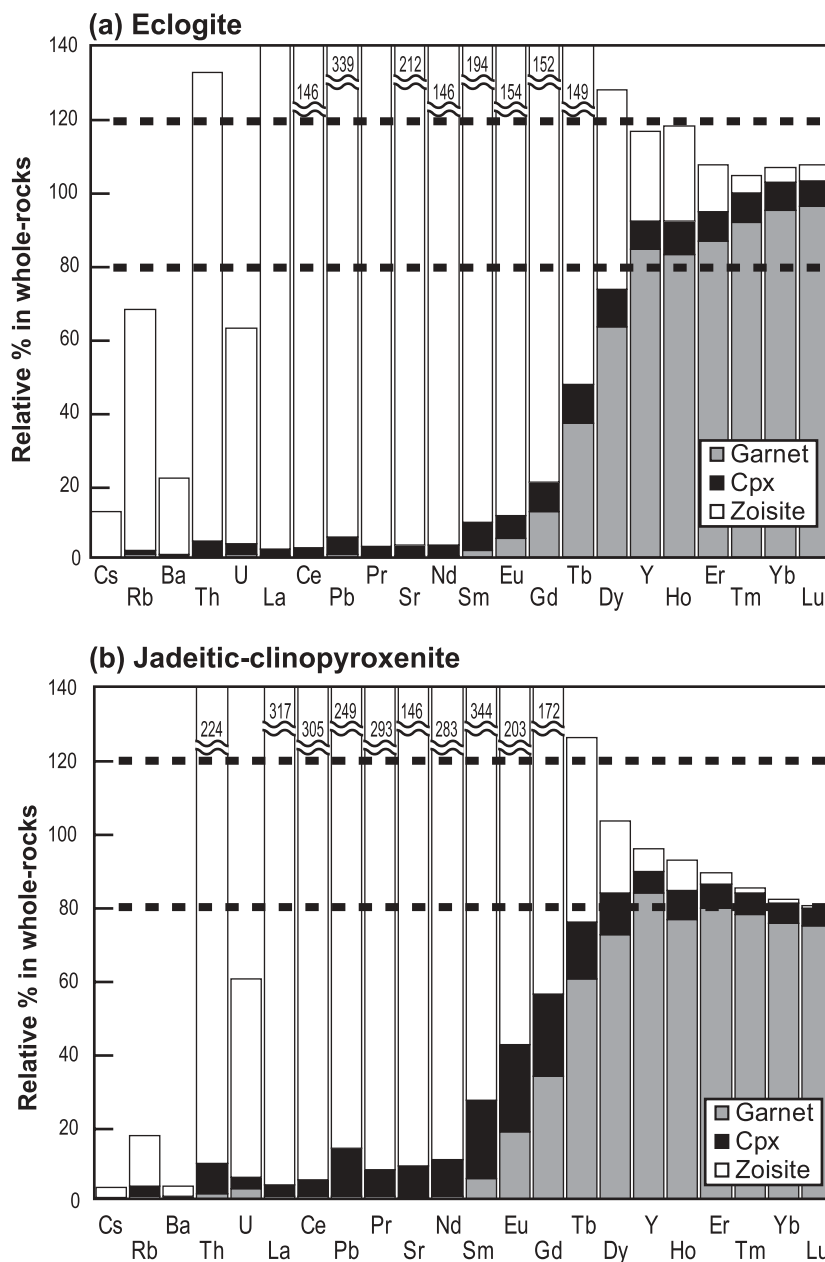 (a) Eclogite
140
120
100
80
60
40
20
0
Relative % in whole-rocks
339 212 194 152
146 146 154 149
Garnet
Cpx
Zoisite
Cs Ba U Ce Pr Nd Eu Tb Y Er Yb
Rb Th La Pb Sr Sm Gd Dy Ho Tm Lu
(b) Jadeitic-clinopyroxenite
140
120
100
80
60
40
20
0
Relative % in whole-rocks
317 249 146 344 172
224 305 293 283 203
Garnet
Cpx
Zoisite
Cs Ba U Ce Pr Nd Eu Tb Y Er Yb
Rb Th La Pb Sr Sm Gd Dy Ho Tm Lu